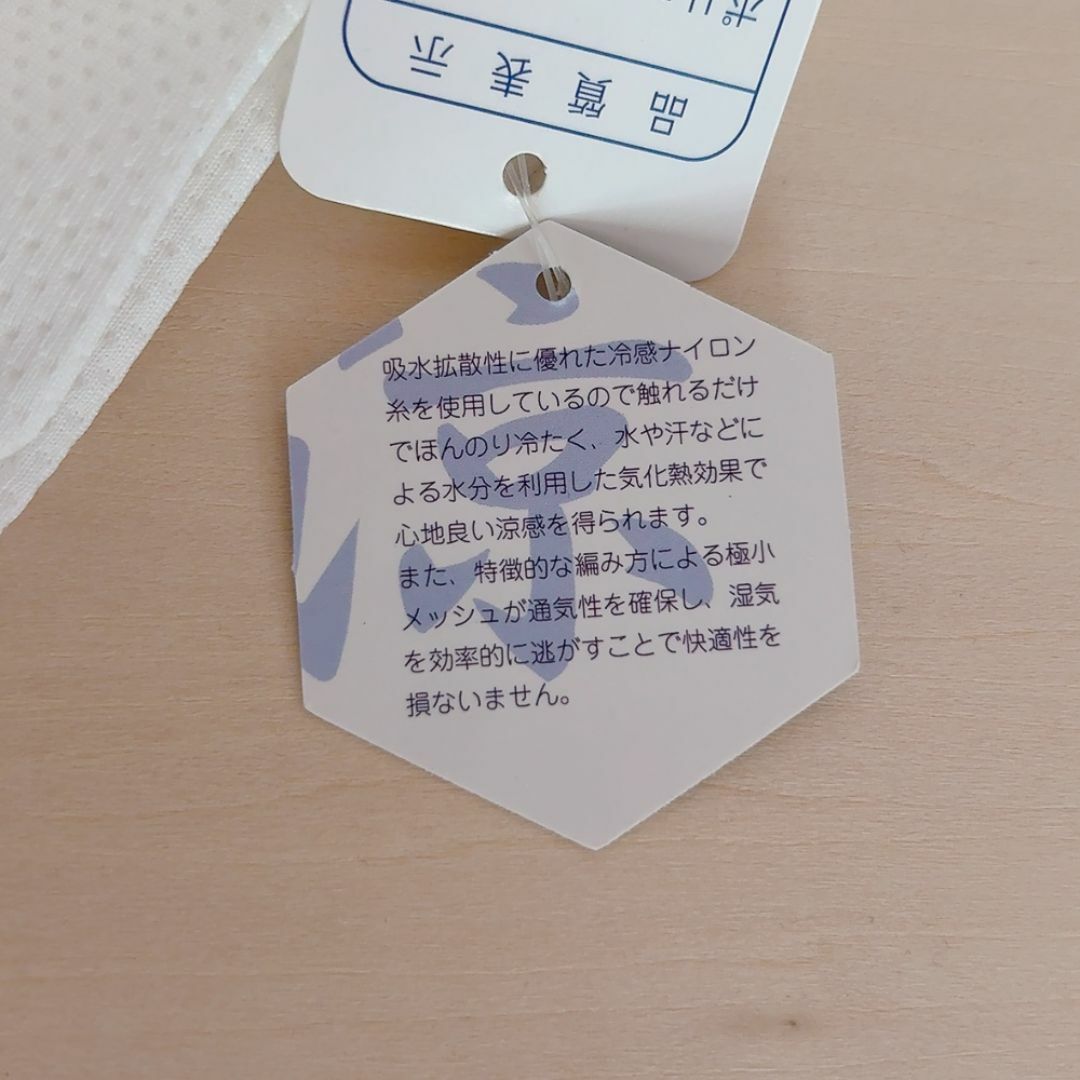 品質表示
吸水拡散性に優れた冷感ナイロン
糸を使用しているので触れるだけ
でほんのり冷たく、水や汗などに
よる水分を利用した気化熱効果で
心地良い涼感を得られます。
また、特徴的な編み方による極小
メッシュが通気性を確保し、湿気
を効率的に逃がすことで快適性を
損ないません。